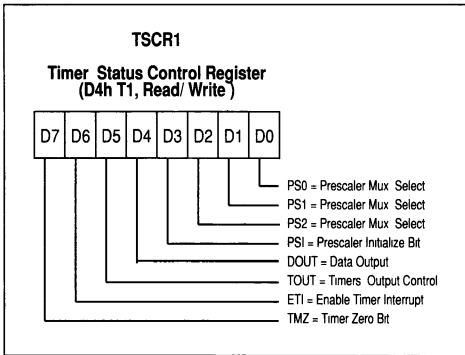 TSCR1
Timer Status Control Register
(D4h T1, Read/ Write )
D7 D6 D5 D4 D3 D2 D1 D0
PS0 = Prescaler Mux Select
PS1 = Prescaler Mux Select
PS2 = Prescaler Mux Select
PSI = Prescaler Initialize Bit
DOUT = Data Output
TOUT = Timers Output Control
ETI = Enable Timer Interrupt
TMZ = Timer Zero Bit